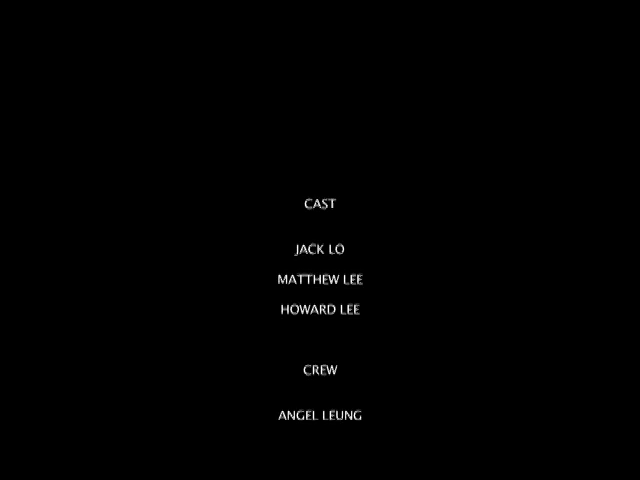 CAST
JACK LO
MATTHEW LEE
HOWARD LEE
CREW
ANGEL LEUNG